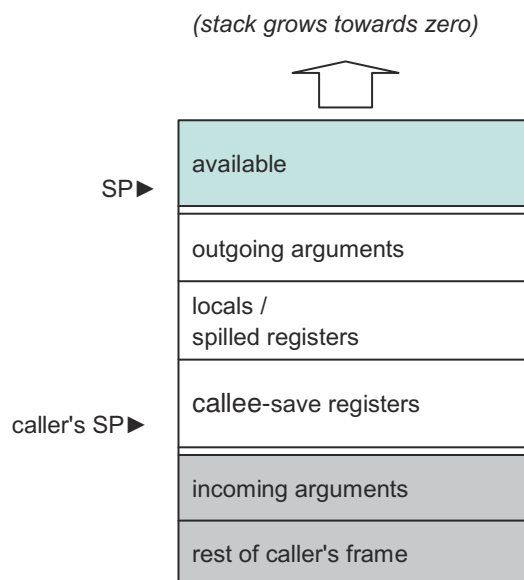 (stack grows towards zero)
available
SP►
outgoing arguments
locals /
spilled registers
callee-save registers
caller's SP►
incoming arguments
rest of caller's frame